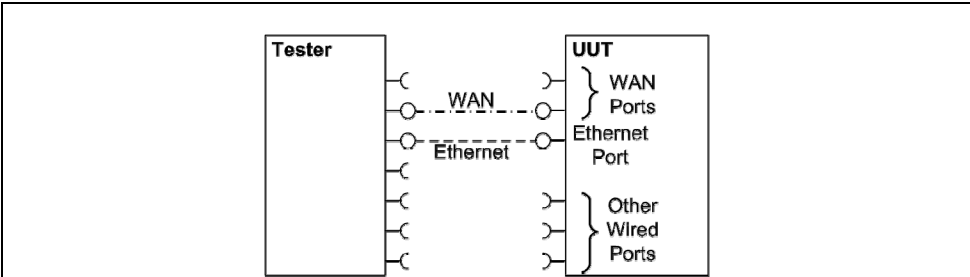 Tester
UUT
WAN
Ports
WAN
Ethernet
Port
Ethernet
Other
Wired
Ports